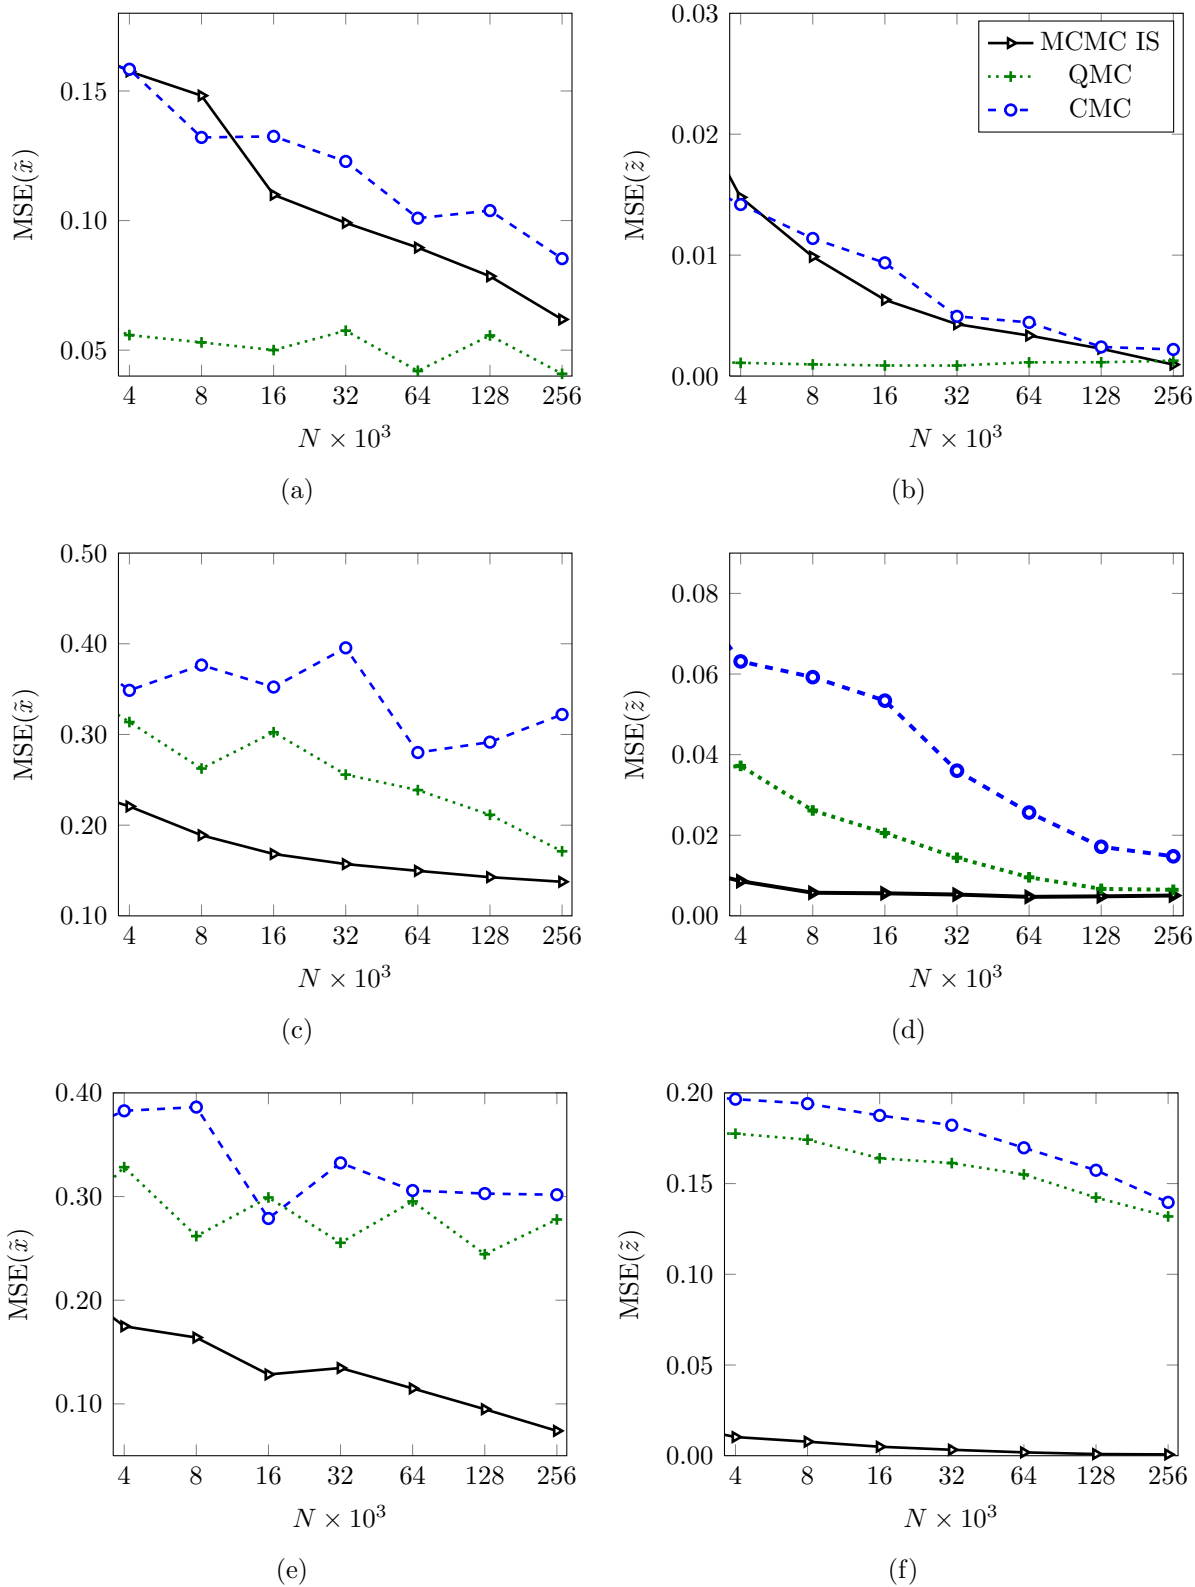 0.15
0.10
0.05
MSE(x̃)
4 8 16 32 64 128 256
N × 10³
(a)
0.03
0.02
0.01
0.00
MSE(z̃)
MCMC IS
QMC
CMC
4 8 16 32 64 128 256
N × 10³
(b)
0.50
0.40
0.30
0.20
0.10
MSE(x̃)
4 8 16 32 64 128 256
N × 10³
(c)
0.08
0.06
0.04
0.02
0.00
MSE(z̃)
4 8 16 32 64 128 256
N × 10³
(d)
0.40
0.30
0.20
0.10
MSE(x̃)
4 8 16 32 64 128 256
N × 10³
(e)
0.20
0.15
0.10
0.05
0.00
MSE(z̃)
4 8 16 32 64 128 256
N × 10³
(f)